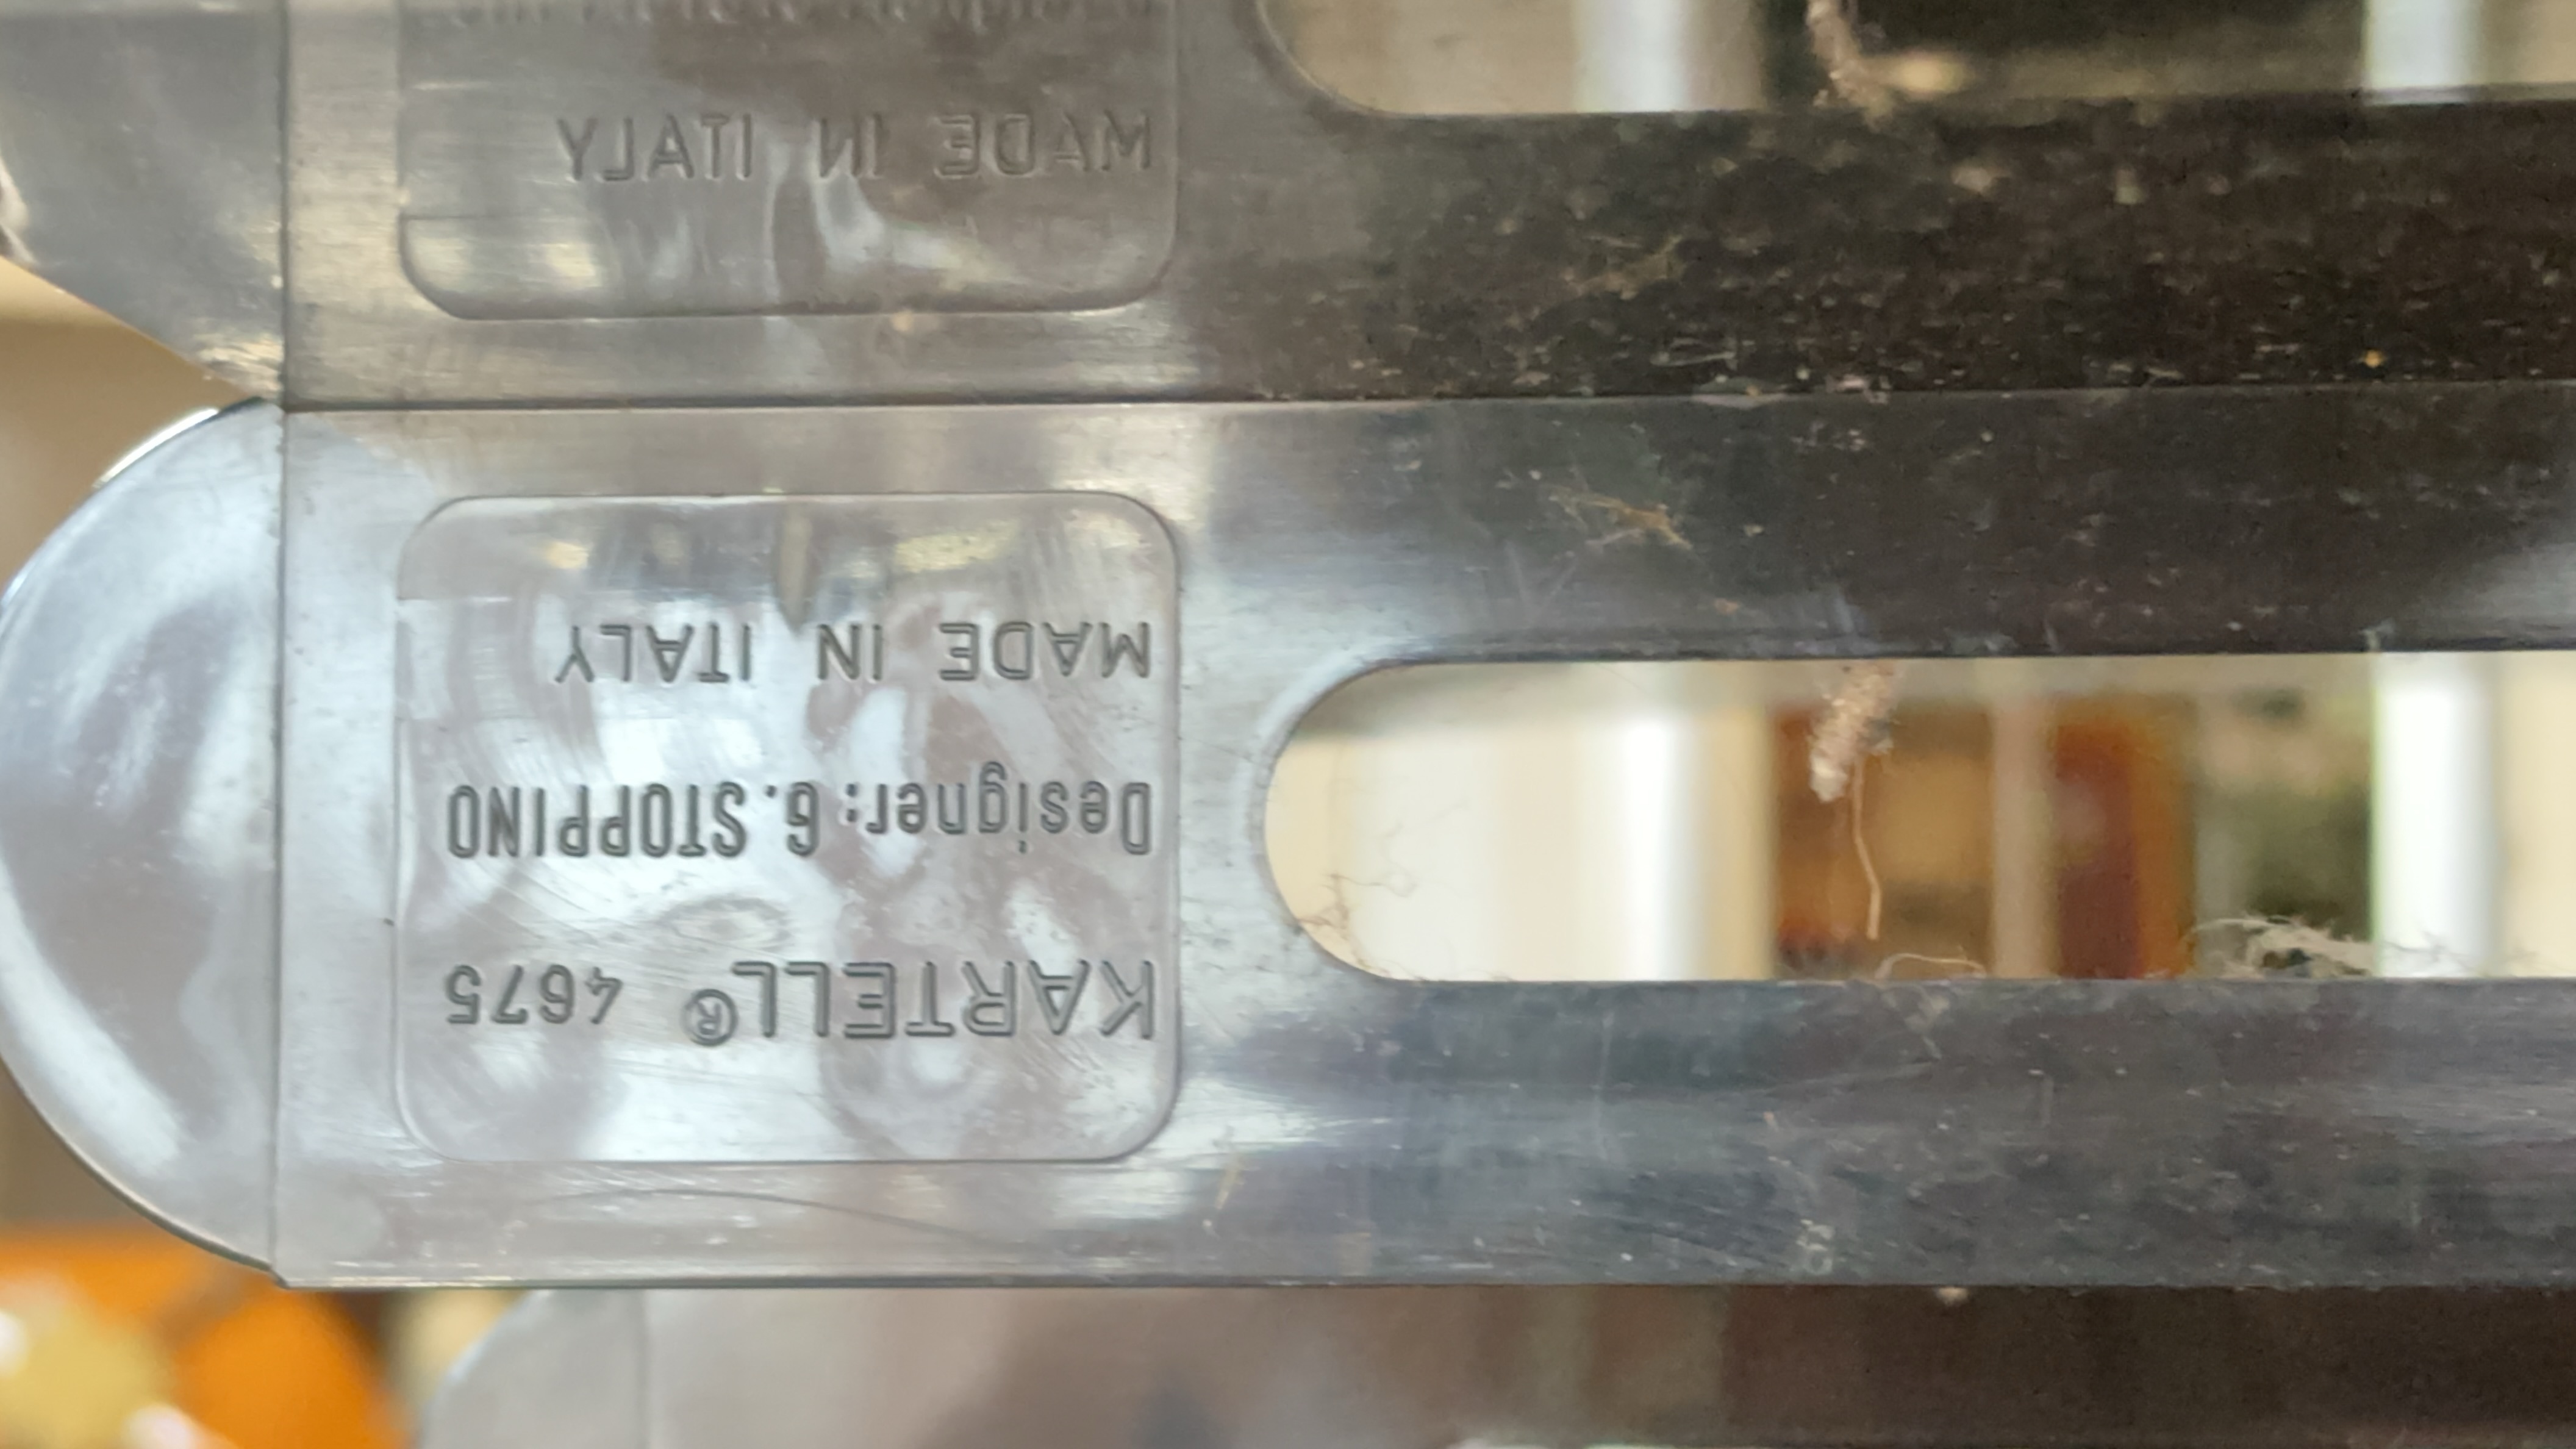 KARTELL® 4675
Designer: G.STOPPINO
MADE IN ITALY
MADE IN ITALY